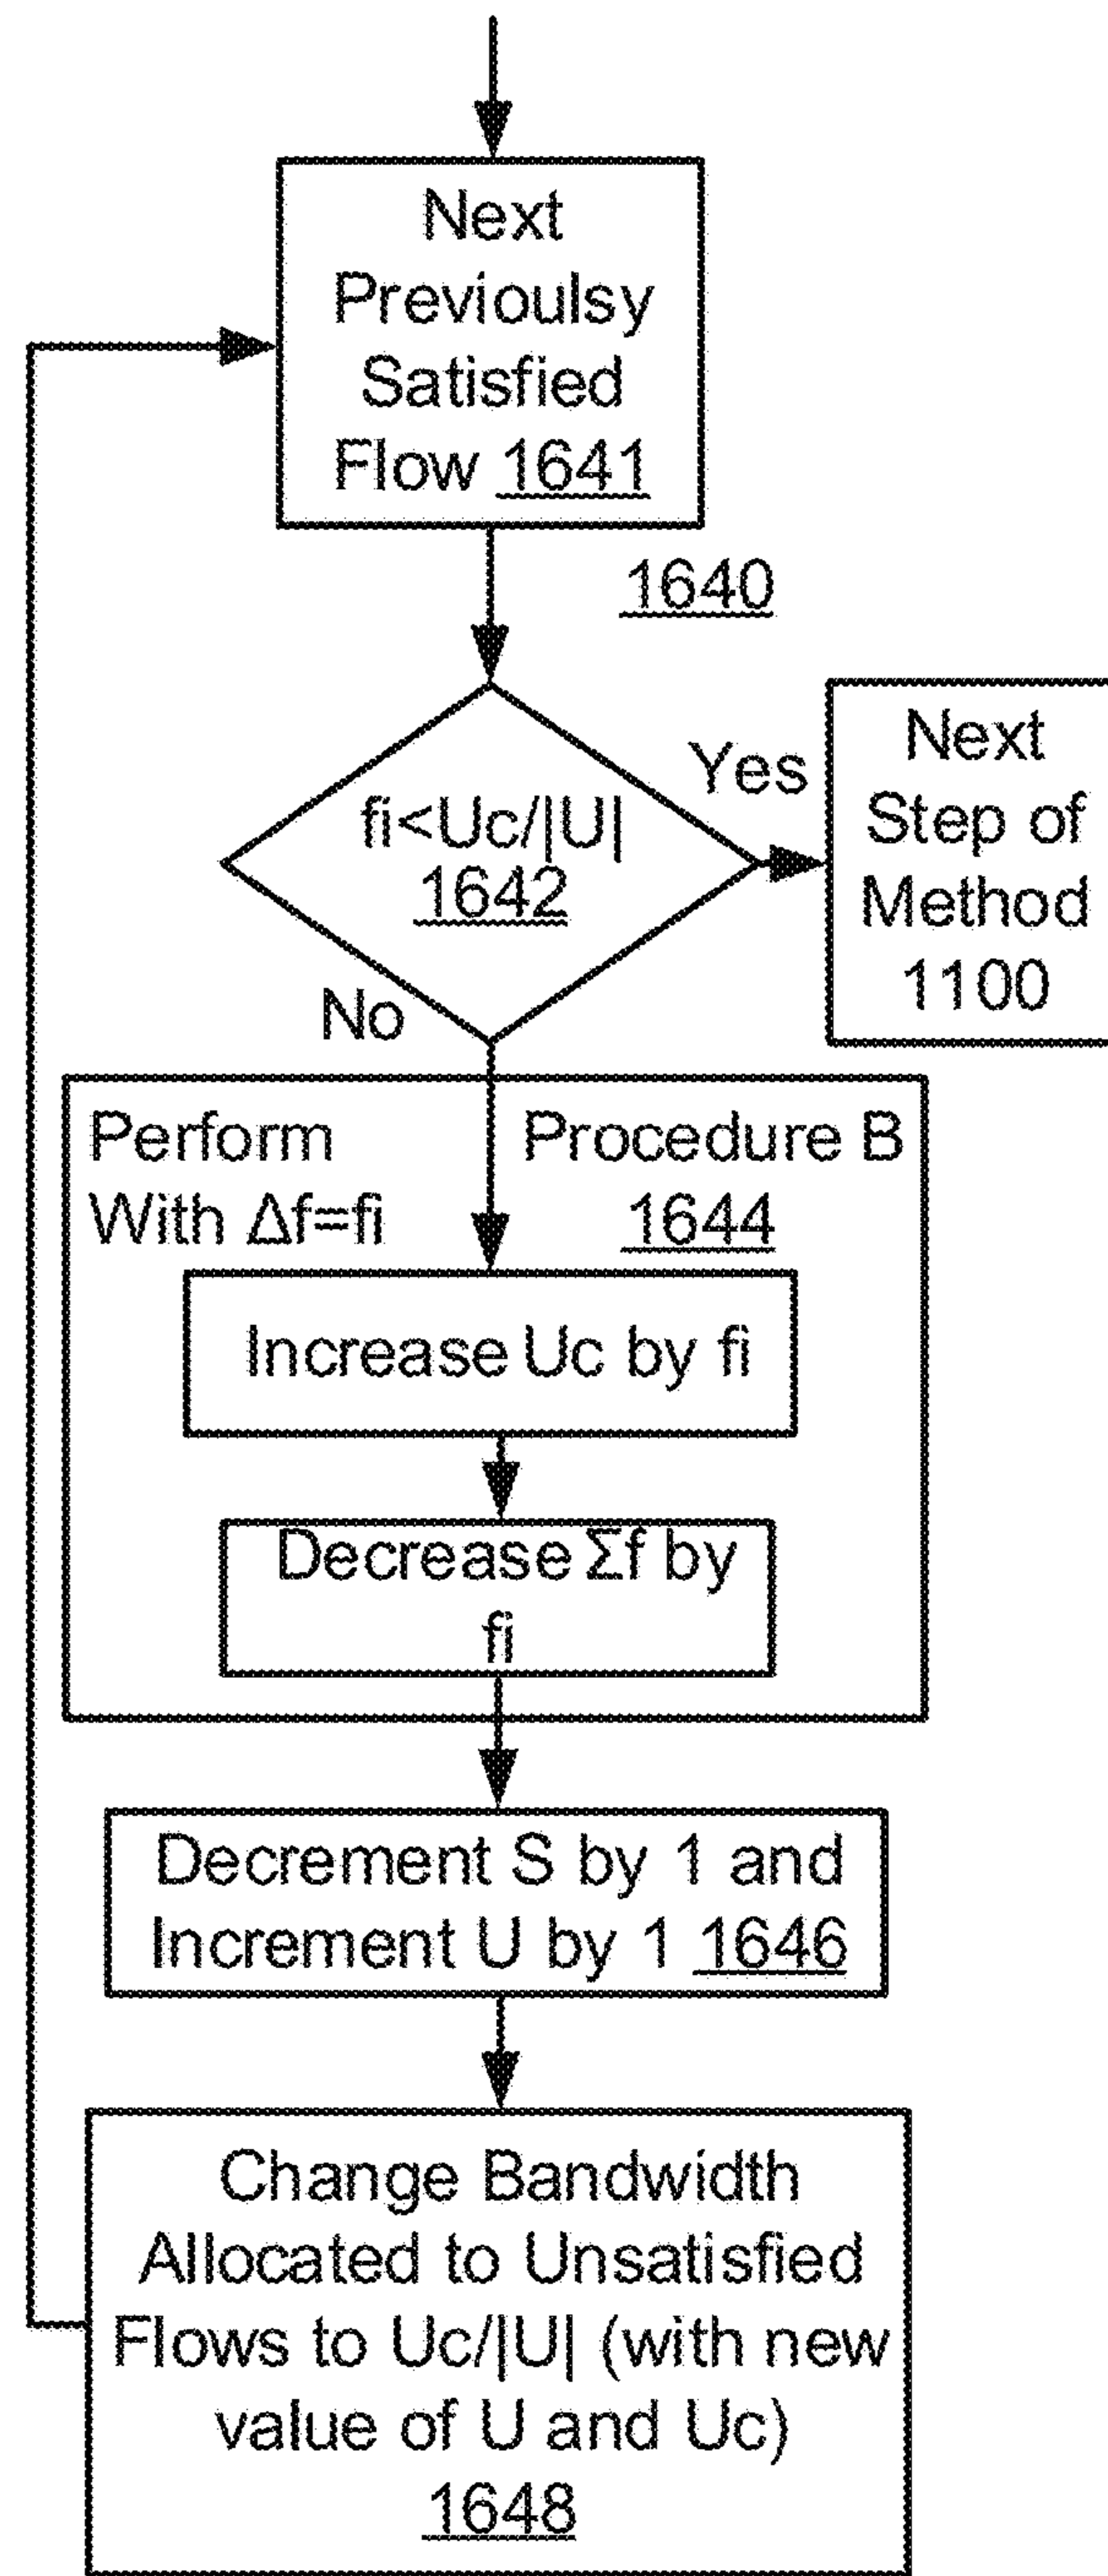 Next
Previoulsy
Satisfied
Flow 1641
1640
fi<Uc/|U|
1642
Yes
Next
Step of
Method
1100
No
Perform
With Δf=fi
Procedure B
1644
Increase Uc by fi
Decrease Σf by
fi
Decrement S by 1 and
Increment U by 1 1646
Change Bandwidth
Allocated to Unsatisfied
Flows to Uc/|U| (with new
value of U and Uc)
1648